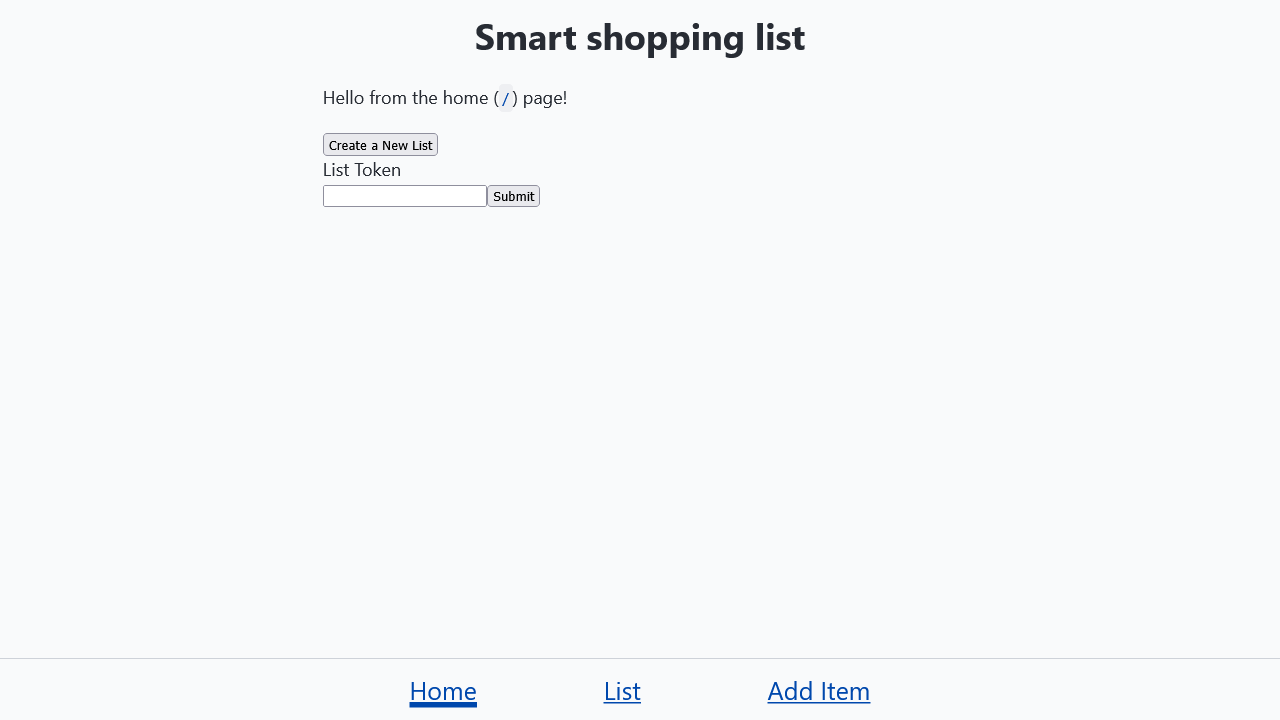 Smart shopping list
Hello from the home (/) page!
Create a New List
List Token
Submit
Home List Add Item